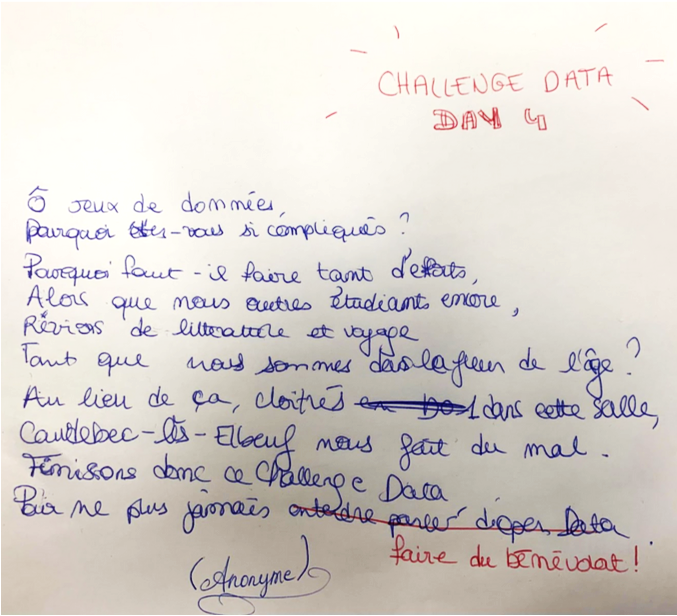 CHALLENGE DATA
DAY 4
Ô Jeux de données,
Pourquoi êtes-vous si compliqués ?
Pourquoi faut-il faire tant d'efforts,
Alors que nous autres étudiants encore,
Rêvions de littérature et voyage
Tant que nous sommes dans la fleur de l'âge ?
Au lieu de ça, cloîtrés en D01 dans cette salle,
Caudebec-lès-Elbeuf nous fait du mal.
Finissons donc ce Challenge Data
Pour ne plus jamais entendre parler d'open Data.
faire du bénévolat !
(Anonyme)